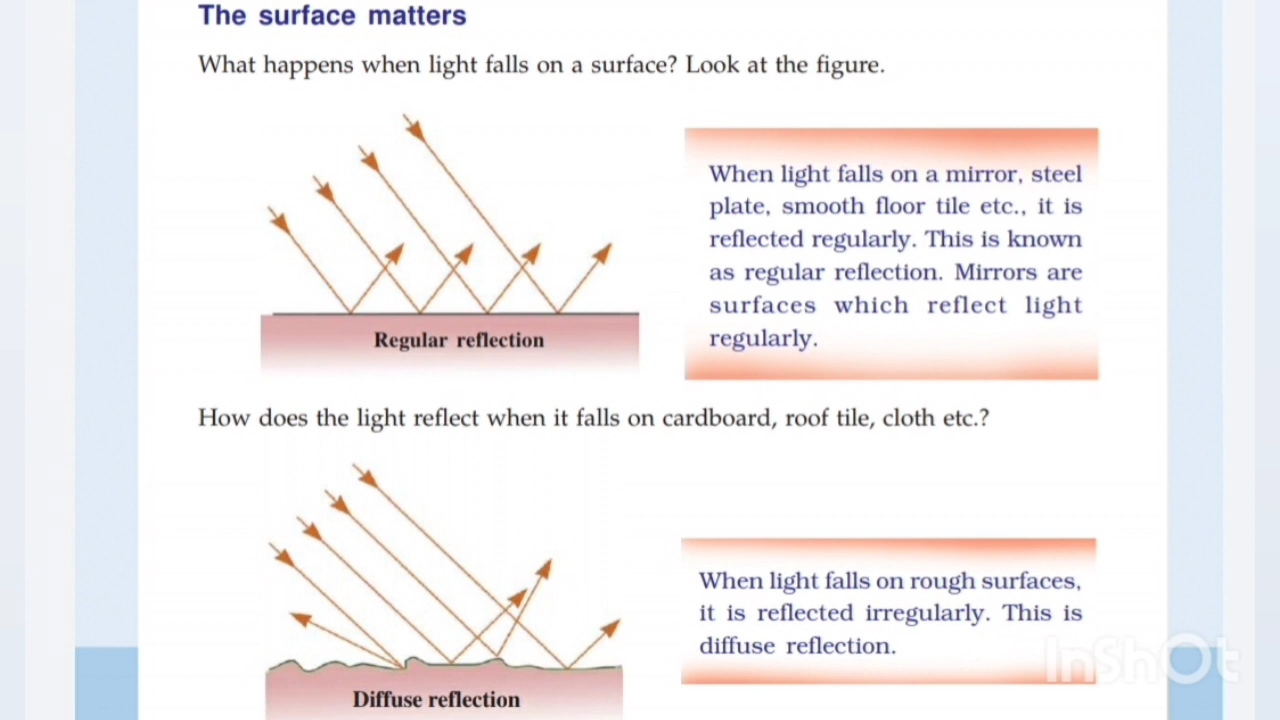 The surface matters
What happens when light falls on a surface? Look at the figure.
When light falls on a mirror, steel
plate, smooth floor tile etc., it is
reflected regularly. This is known
as regular reflection. Mirrors are
surfaces which reflect light
regularly.
Regular reflection
How does the light reflect when it falls on cardboard, roof tile, cloth etc.?
When light falls on rough surfaces,
it is reflected irregularly. This is
diffuse reflection.
Diffuse reflection
InShOt